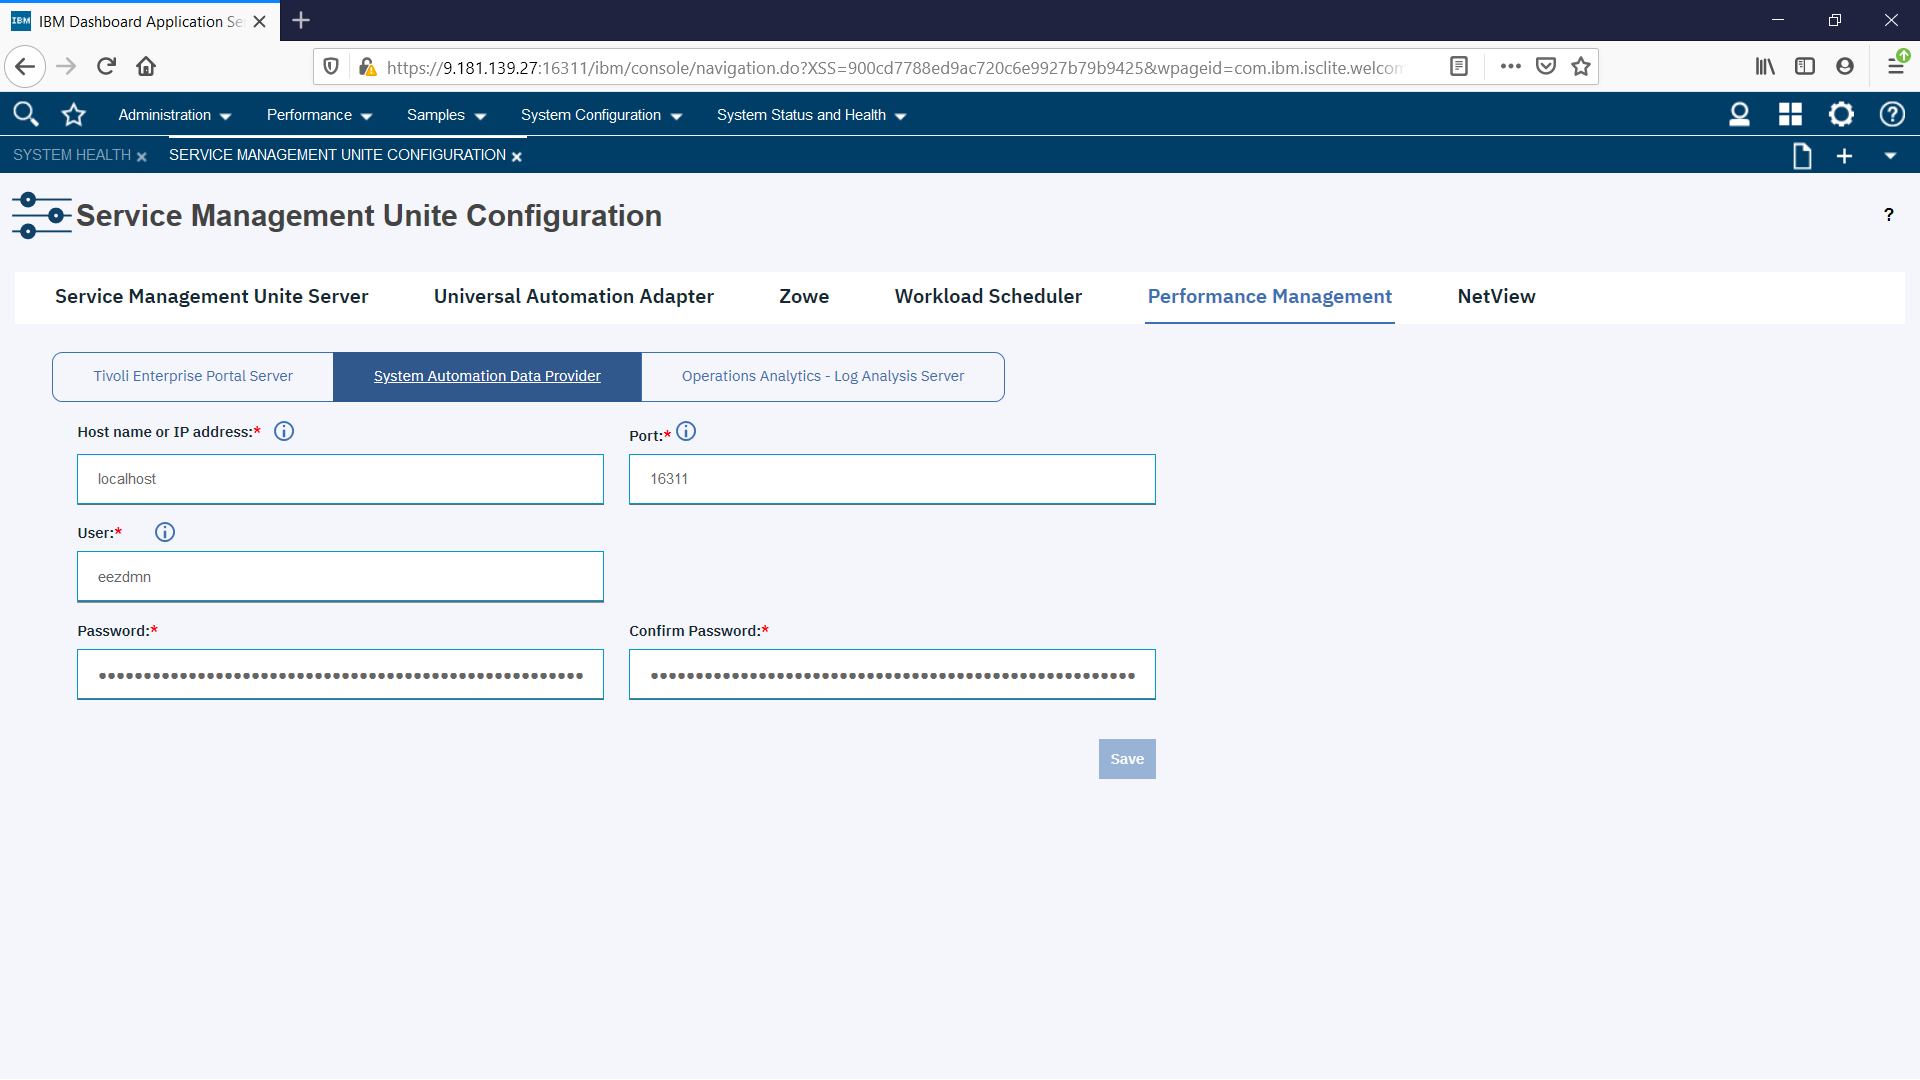 IBM IBM Dashboard Application Se
https://9.181.139.27:16311/ibm/console/navigation.do?XSS=900cd7788ed9ac720c6e9927b79b9425&wpageid=com.ibm.isclite.welcom
Administration Performance Samples System Configuration System Status and Health
SYSTEM HEALTH SERVICE MANAGEMENT UNITE CONFIGURATION
Service Management Unite Configuration ?
Service Management Unite Server Universal Automation Adapter Zowe Workload Scheduler Performance Management NetView
Tivoli Enterprise Portal Server System Automation Data Provider Operations Analytics - Log Analysis Server
Host name or IP address:* Port:*
localhost 16311
User:*
eezdmn
Password:* Confirm Password:*
Save